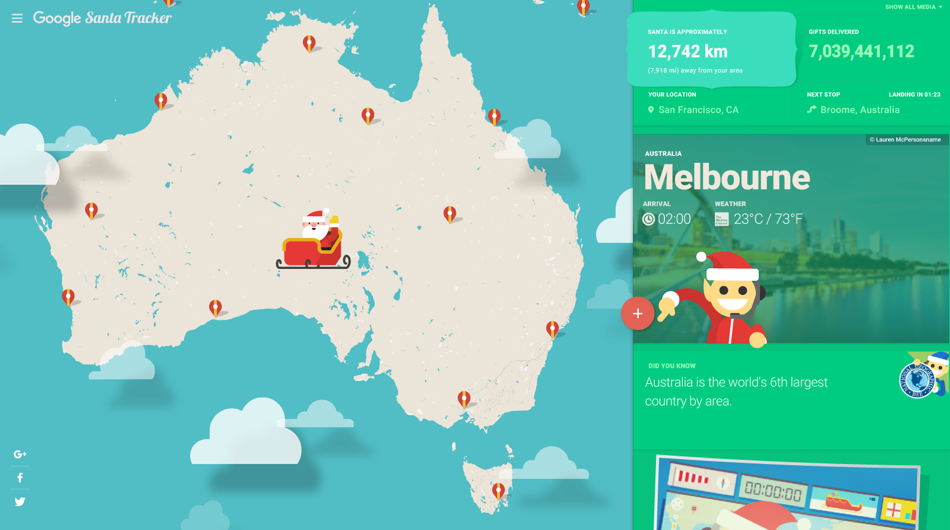 Google Santa Tracker
SHOW ALL MEDIA
SANTA IS APPROXIMATELY
12,742 km
(7,918 mi) away from your area
GIFTS DELIVERED
7,039,441,112
YOUR LOCATION
San Francisco, CA
NEXT STOP
LANDING IN 01:23
Broome, Australia
© Lauren McPersonsname
AUSTRALIA
Melbourne
ARRIVAL
02:00
WEATHER
23°C / 73°F
+
DID YOU KNOW
Australia is the world's 6th largest
country by area.
G+
00:00:00